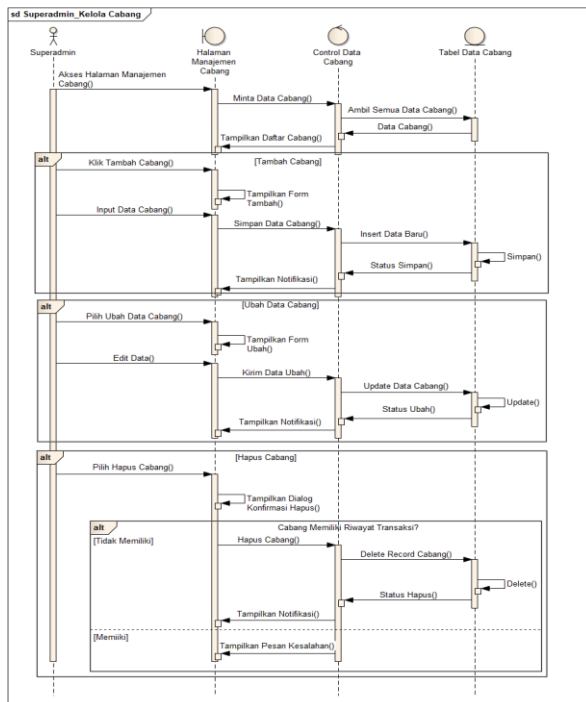 sd Superadmin_Kelola Cabang
Superadmin
Halaman
Manajemen
Cabang
Control Data
Cabang
Tabel Data Cabang
Akses Halaman Manajemen
Cabang()
Minta Data Cabang()
Ambil Semua Data Cabang()
Data Cabang()
Tampilkan Daftar Cabang()
alt
[Tambah Cabang]
Klik Tambah Cabang()
Tampilkan Form
Tambah()
Input Data Cabang()
Simpan Data Cabang()
Insert Data Baru()
Simpan()
Status Simpan()
Tampilkan Notifikasi()
alt
[Ubah Data Cabang]
Pilih Ubah Data Cabang()
Tampilkan Form
Ubah()
Edit Data()
Kirim Data Ubah()
Update Data Cabang()
Update()
Status Ubah()
Tampilkan Notifikasi()
alt
[Hapus Cabang]
Pilih Hapus Cabang()
Tampilkan Dialog
Konfirmasi Hapus()
alt
Cabang Memiliki Riwayat Transaksi?
[Tidak Memiliki]
Hapus Cabang()
Delete Record Cabang()
Delete()
Status Hapus()
Tampilkan Notifikasi()
[Memiiki]
Tampilkan Pesan Kesalahan()